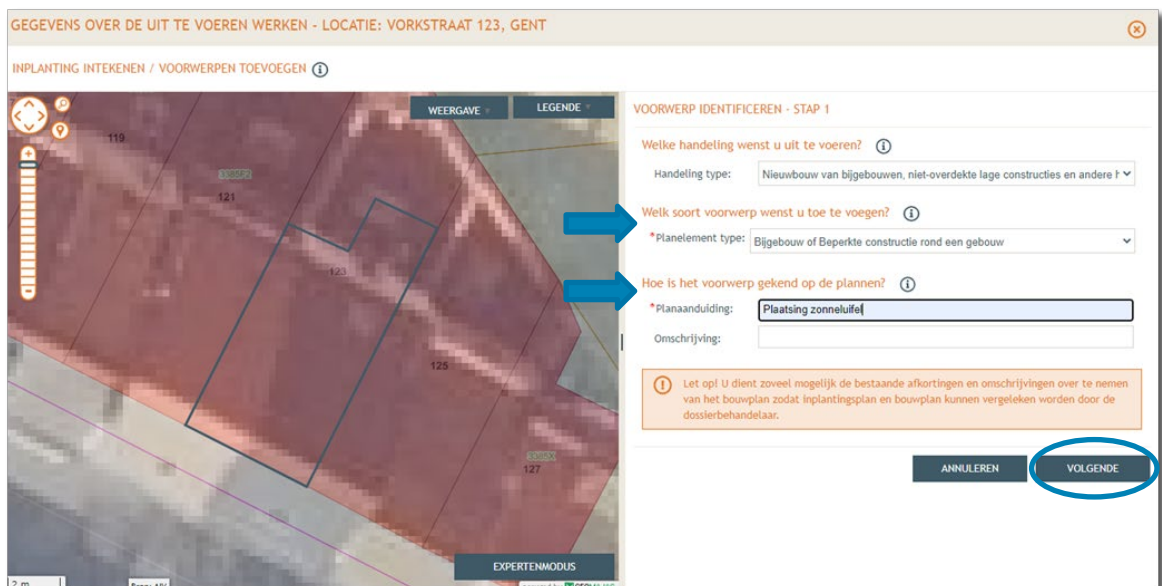 GEGEVENS OVER DE UIT TE VOEREN WERKEN - LOCATIE: VORKSTRAAT 123, GENT
INPLANTING INTEKENEN / VOORWERPEN TOEVOEGEN
WEERGAVE
LEGENDE
119
3385P2
121
123
125
3385X
127
EXPERTENMODUS
2 m
VOORWERP IDENTIFICEREN - STAP 1
Welke handeling wenst u uit te voeren?
Handeling type: Nieuwbouw van bijgebouwen, niet-overdekte lage constructies en andere
Welk soort voorwerp wenst u toe te voegen?
*Planelement type: Bijgebouw of Beperkte constructie rond een gebouw
Hoe is het voorwerp gekend op de plannen?
*Planaanduiding: Plaatsing zonneluifel
Omschrijving:
Let op! U dient zoveel mogelijk de bestaande afkortingen en omschrijvingen over te nemen
van het bouwplan zodat inplantingsplan en bouwplan kunnen vergeleken worden door de
dossierbehandelaar.
ANNULEREN
VOLGENDE